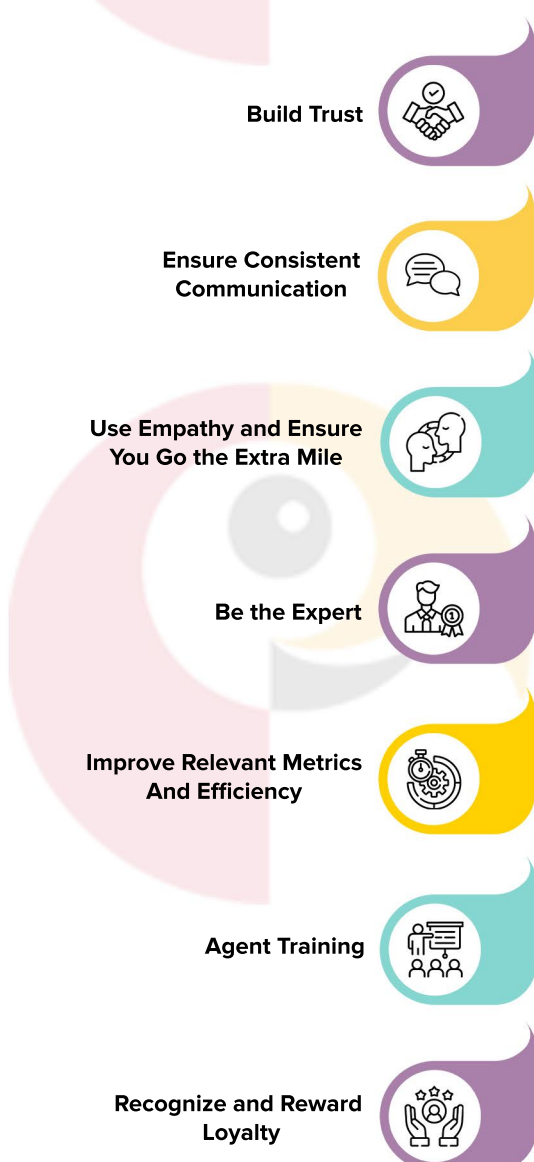 Build Trust
Ensure Consistent
Communication
Use Empathy and Ensure
You Go the Extra Mile
Be the Expert
1
Improve Relevant Metrics
And Efficiency
Agent Training
Recognize and Reward
Loyalty